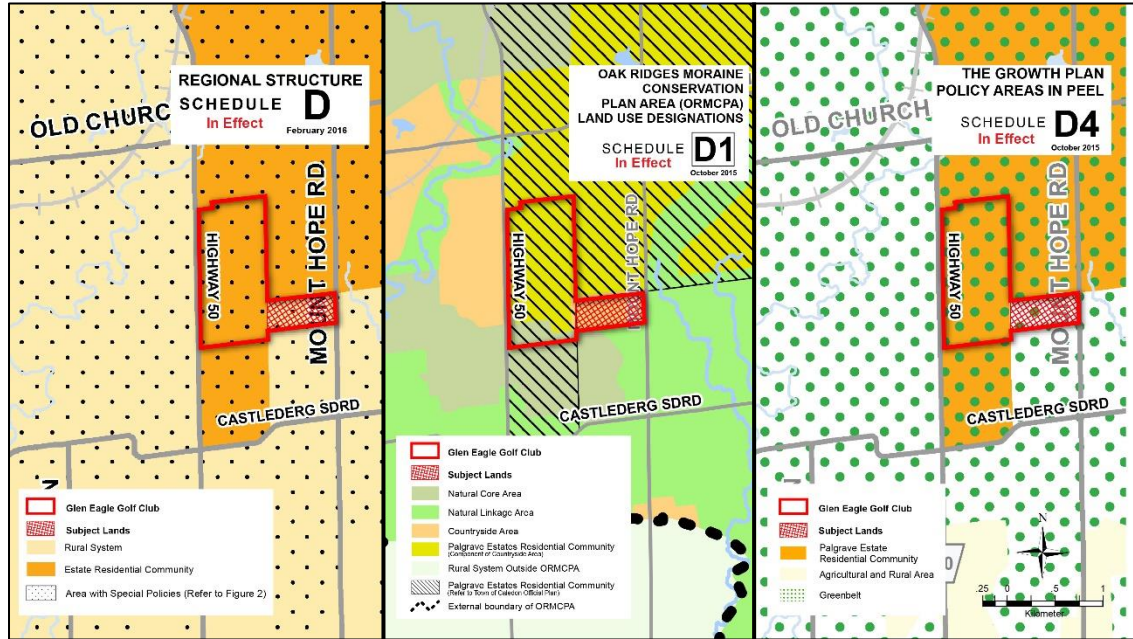 REGIONAL STRUCTURE
SCHEDULE D
In Effect
February 2016
OLD CHURC
HIGHWAY 50
MOUNT HOPE RD
CASTLEDERG SDRD
Glen Eagle Golf Club
Subject Lands
Rural System
Estate Residential Community
Area with Special Policies (Refer to Figure 2)
OAK RIDGES MORAINE
CONSERVATION
PLAN AREA (ORMCPA)
LAND USE DESIGNATIONS
SCHEDULE D1
In Effect
October 2015
HIGHWAY 50
MOUNT HOPE RD
CASTLEDERG SDRD
Glen Eagle Golf Club
Subject Lands
Natural Core Area
Natural Linkage Area
Countryside Area
Palgrave Estates Residential Community
(Component of Countryside Area)
Rural System Outside ORMCPA
Palgrave Estates Residential Community
(Refer to Town of Caledon Official Plan)
External boundary of ORMCPA
THE GROWTH PLAN
POLICY AREAS IN PEEL
SCHEDULE D4
In Effect
October 2015
OLD CHURCH
HIGHWAY 50
MOUNT HOPE RD
CASTLEDERG SDRD
Glen Eagle Golf Club
Subject Lands
Palgrave Estate
Residential Community
Agricultural and Rural Area
Greenbelt
N
.25 0 .5 1
Kilometer